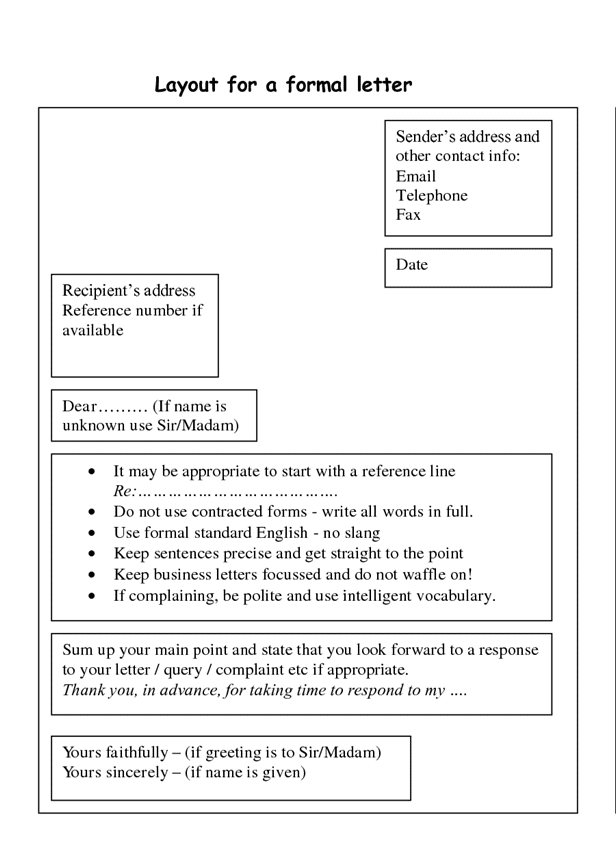 Layout for a formal letter
Sender's address and
other contact info:
Email
Telephone
Fax
Date
Recipient's address
Reference number if
available
Dear……… (If name is
unknown use Sir/Madam)
• It may be appropriate to start with a reference line
Re:………………………………….
• Do not use contracted forms - write all words in full.
• Use formal standard English - no slang
• Keep sentences precise and get straight to the point
• Keep business letters focussed and do not waffle on!
• If complaining, be polite and use intelligent vocabulary.
Sum up your main point and state that you look forward to a response
to your letter / query / complaint etc if appropriate.
Thank you, in advance, for taking time to respond to my ….
Yours faithfully – (if greeting is to Sir/Madam)
Yours sincerely – (if name is given)